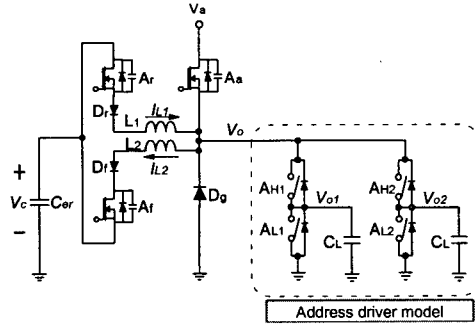 Va
Ar
Aa
Dr
L1
IL1
Vo
L2
IL2
Df
Dg
+
Vc
Cer
−
Af
AH1
Vo1
AH2
Vo2
AL1
CL
AL2
CL
Address driver model